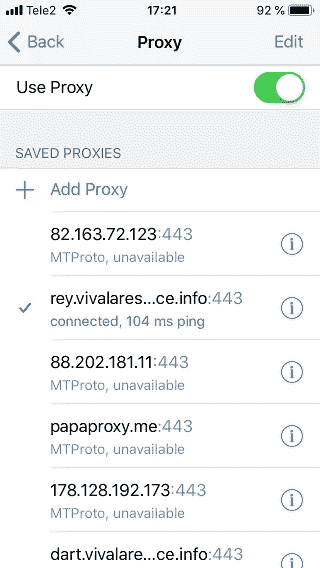 Tele2 17:21 92 %
Back Proxy Edit
Use Proxy
SAVED PROXIES
Add Proxy
82.163.72.123:443
MTProto, unavailable
rey.vivalares...ce.info:443
connected, 104 ms ping
88.202.181.11:443
MTProto, unavailable
papaproxy.me:443
MTProto, unavailable
178.128.192.173:443
MTProto, unavailable
dart.vivalare...ce.info:443